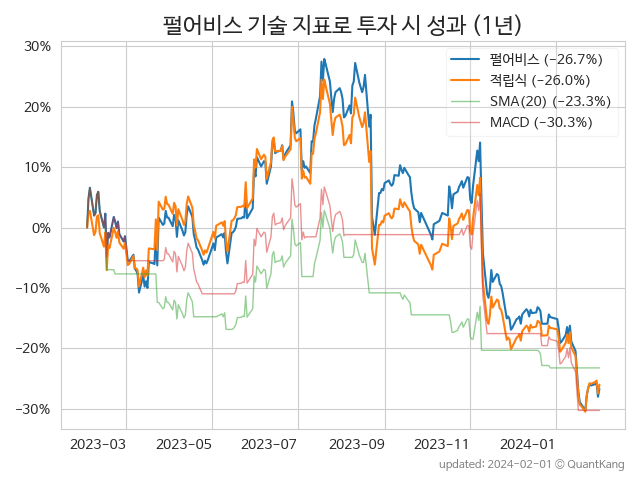 펄어비스 기술 지표로 투자 시 성과 (1년)
펄어비스 (−26.7%)
적립식 (−26.0%)
SMA(20) (−23.3%)
MACD (−30.3%)
30%
20%
10%
0%
−10%
−20%
−30%
2023-03 2023-05 2023-07 2023-09 2023-11 2024-01
updated: 2024-02-01 © QuantKang